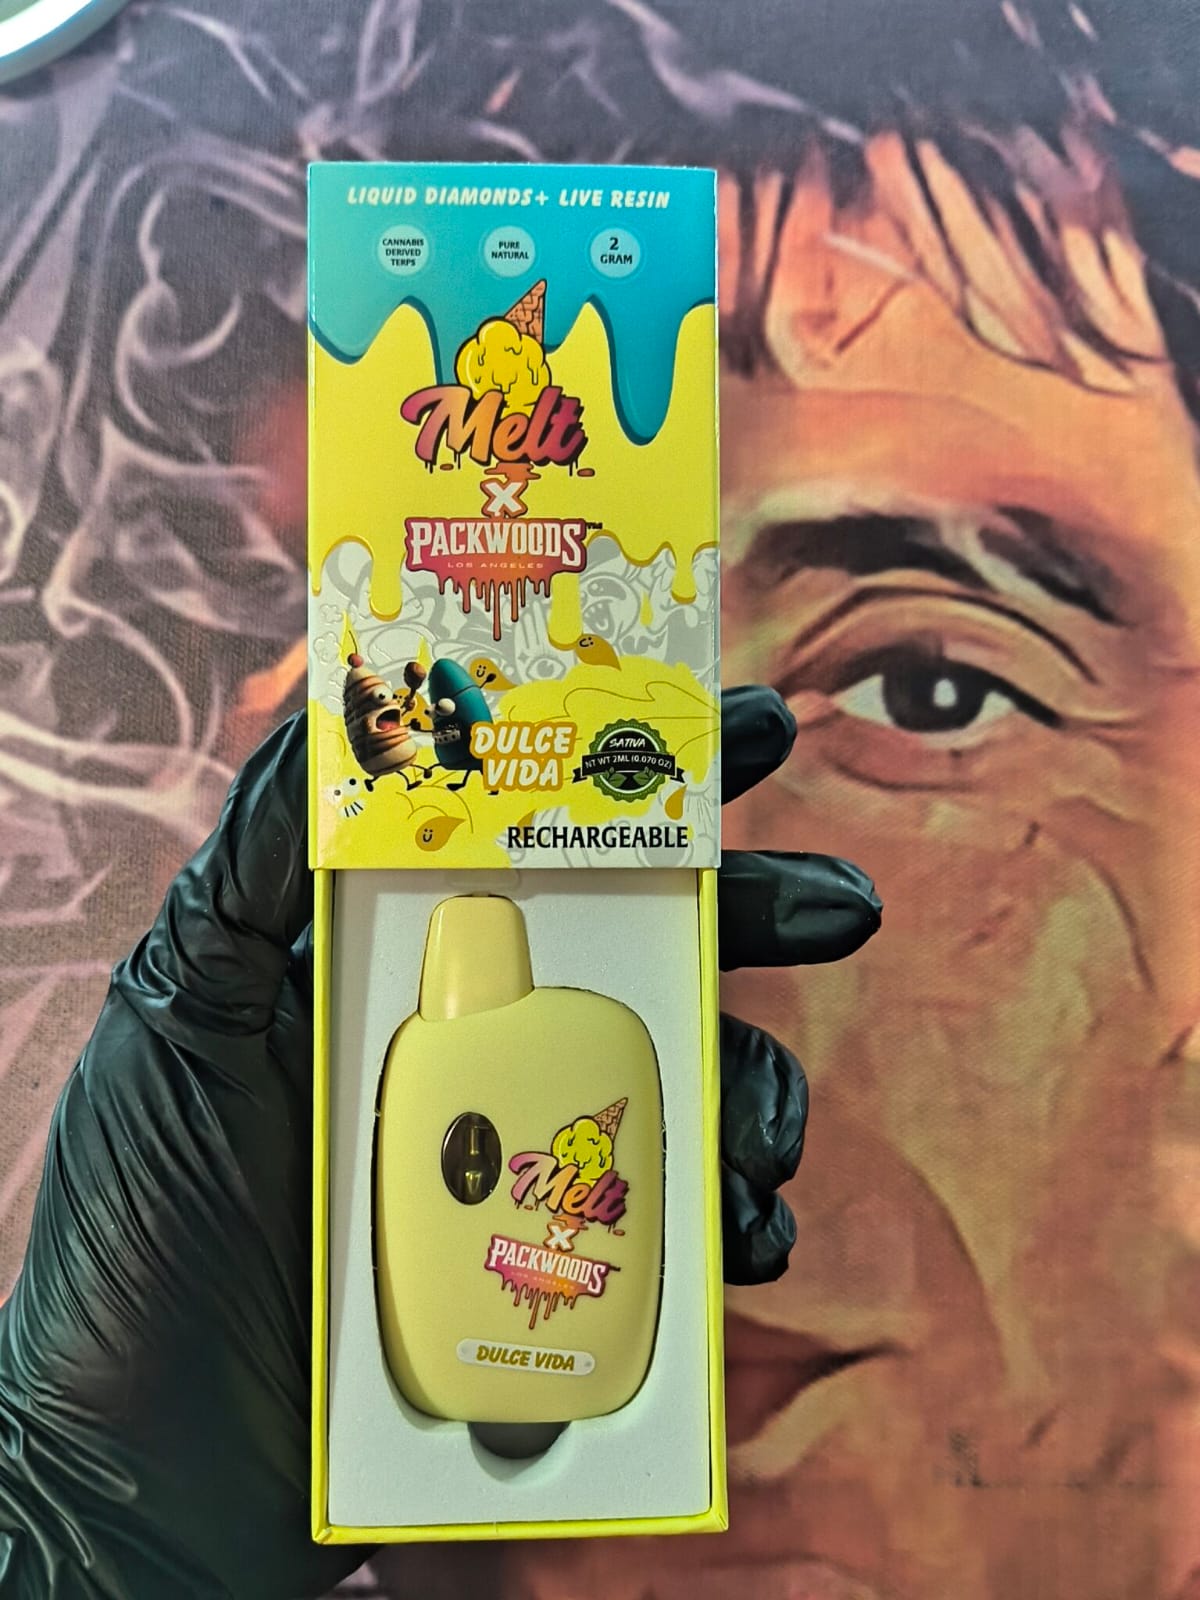 LIQUID DIAMONDS+ LIVE RESIN
CANNABIS
DERIVED
TERPS
PURE
NATURAL
2
GRAM
Melt
X
PACKWOODS™
LOS ANGELES
DULCE
VIDA
SATIVA
NT WT 2ML (0.070 OZ)
RECHARGEABLE
Melt
X
PACKWOODS
LOS ANGELES
DULCE VIDA